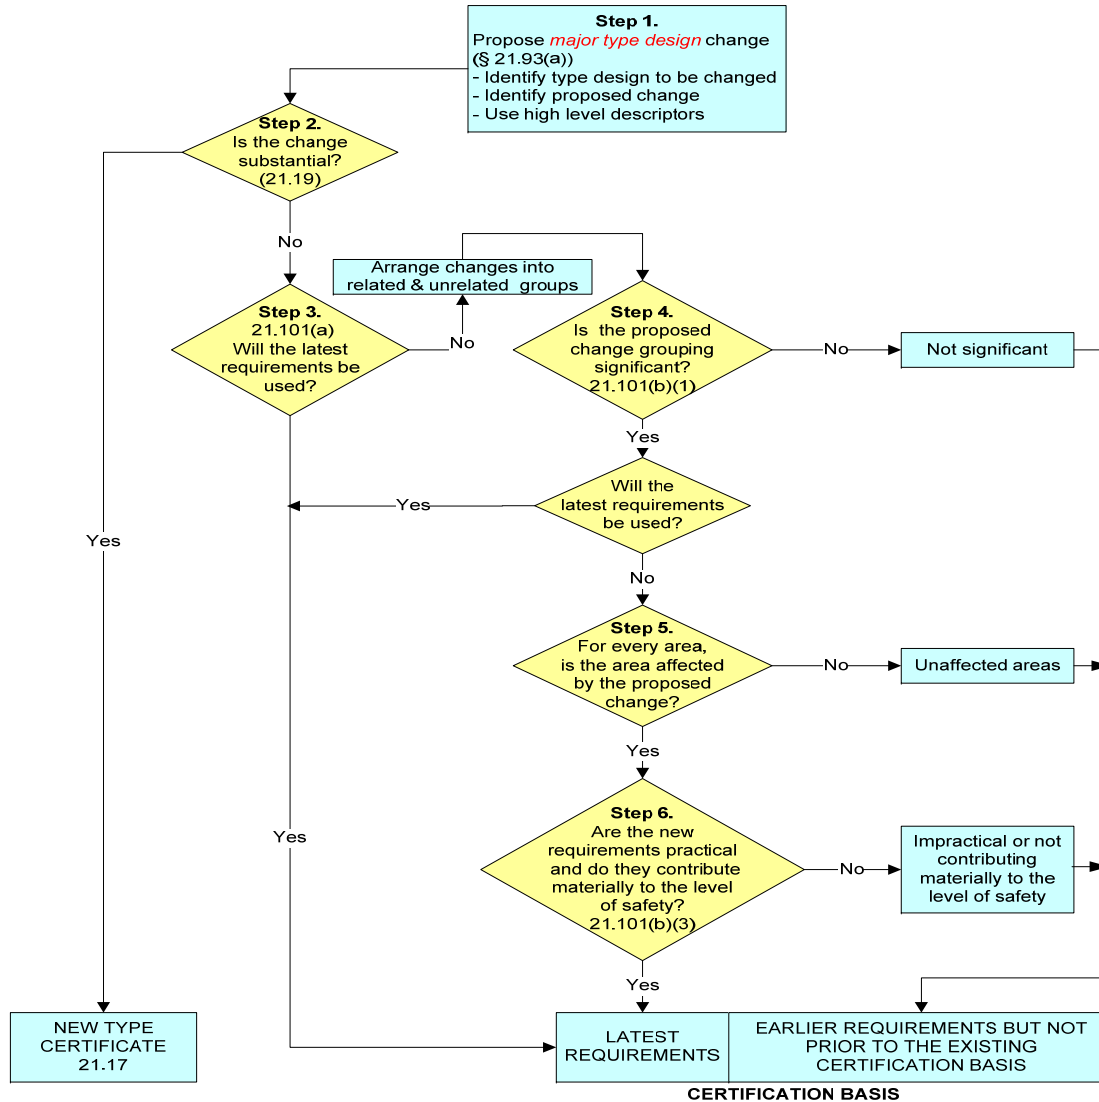 Step 1.
Propose major type design change
(§ 21.93(a))
- Identify type design to be changed
- Identify proposed change
- Use high level descriptors
Step 2.
Is the change
substantial?
(21.19)
No
Arrange changes into
related & unrelated groups
Step 3.
21.101(a)
Will the latest
requirements be
used?
No
Step 4.
Is the proposed
change grouping
significant?
21.101(b)(1)
No
Not significant
Yes
Will the
latest requirements
be used?
Yes
Yes
No
Step 5.
For every area,
is the area affected
by the proposed
change?
No
Unaffected areas
Yes
Step 6.
Are the new
requirements practical
and do they contribute
materially to the level
of safety?
21.101(b)(3)
No
Impractical or not
contributing
materially to the
level of safety
Yes
Yes
NEW TYPE
CERTIFICATE
21.17
LATEST
REQUIREMENTS
EARLIER REQUIREMENTS BUT NOT
PRIOR TO THE EXISTING
CERTIFICATION BASIS
CERTIFICATION BASIS